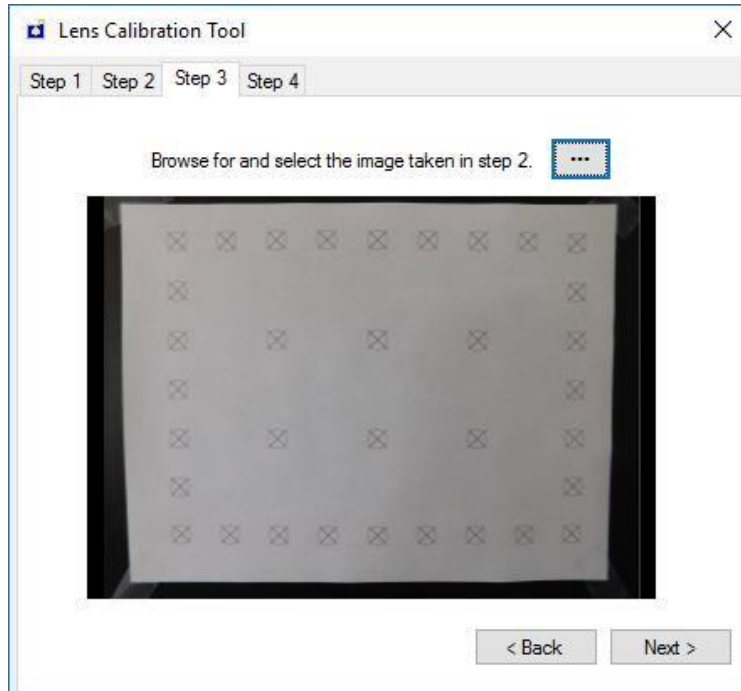 Lens Calibration Tool
Step 1 Step 2 Step 3 Step 4
Browse for and select the image taken in step 2. ...
< Back Next >